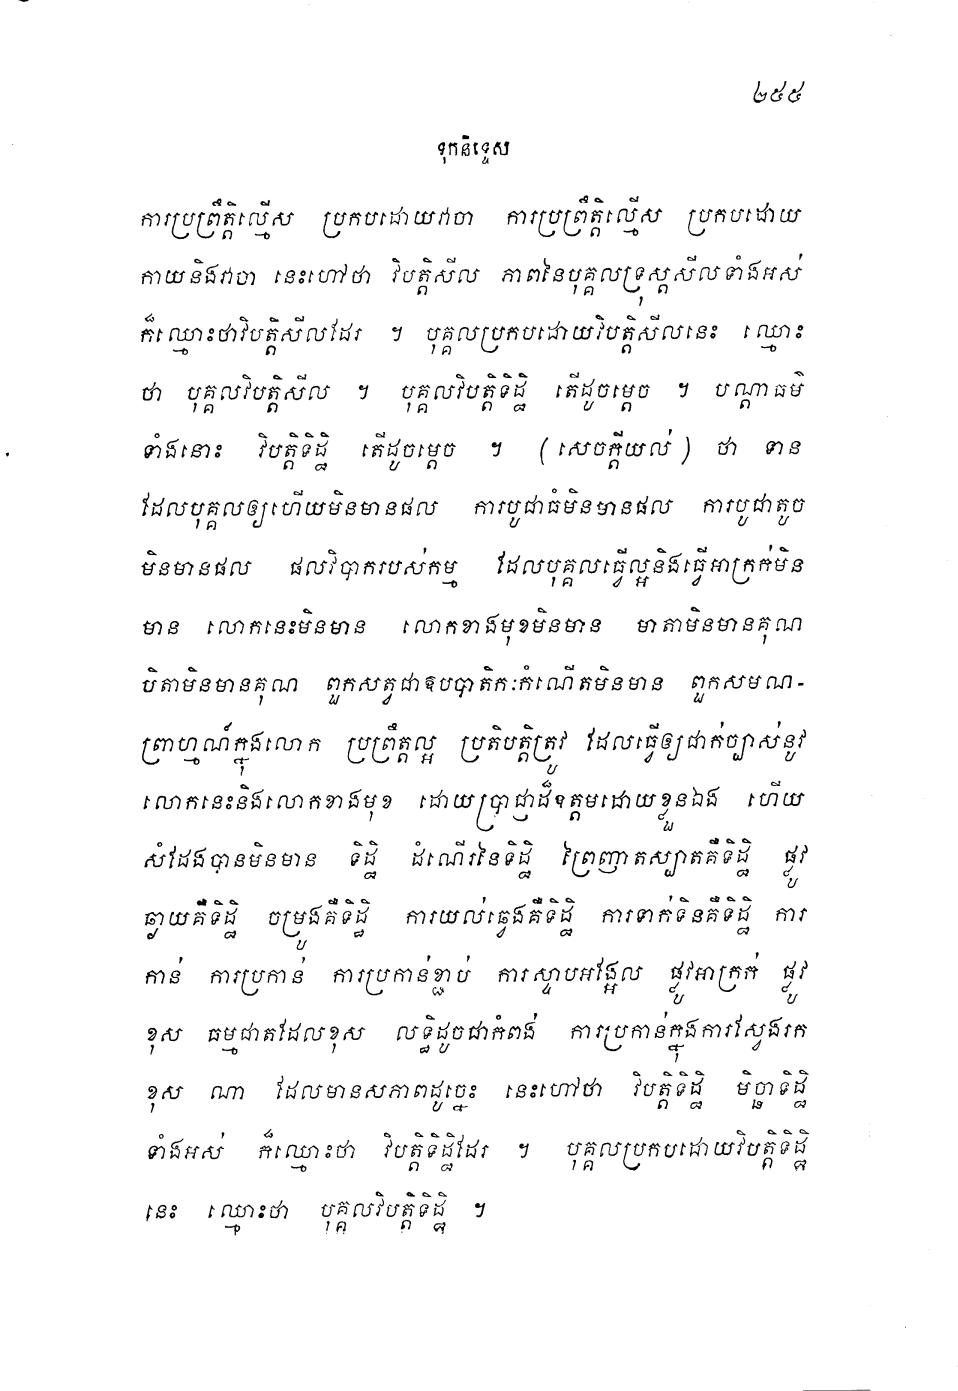 ២៥៥
ទុកនិទ្ទេស
ការប្រព្រឹត្តិល្មើស ប្រកបដោយវាចា ការប្រព្រឹត្តិល្មើស ប្រកបដោយ
កាយនិងវាចា នេះហៅថា វិបត្តិសីល ភាពនៃបុគ្គលទ្រុស្តសីលទាំងអស់
ក៏ឈ្មោះថាវិបត្តិសីលដែរ ។ បុគ្គលប្រកបដោយវិបត្តិសីលនេះ ឈ្មោះ
ថា បុគ្គលវិបត្តិសីល ។ បុគ្គលវិបត្តិទិដ្ឋិ តើដូចម្តេច ។ បណ្តាធម៌
ទាំងនោះ វិបត្តិទិដ្ឋិ តើដូចម្តេច ។ (សេចក្តីយល់) ថា ទាន
ដែលបុគ្គលឲ្យហើយមិនមានផល ការបូជាធំមិនមានផល ការបូជាតូច
មិនមានផល ផលវិបាករបស់កម្ម ដែលបុគ្គលធ្វើល្អនិងធ្វើអាក្រក់មិន
មាន លោកនេះមិនមាន លោកខាងមុខមិនមាន មាតាមិនមានគុណ
បិតាមិនមានគុណ ពួកសត្វជាឧបបាតិកៈកំណើតមិនមាន ពួកសមណ-
ព្រាហ្មណ៍ក្នុងលោក ប្រព្រឹត្តល្អ ប្រតិបត្តិត្រូវ ដែលធ្វើឲ្យជាក់ច្បាស់នូវ
លោកនេះនិងលោកខាងមុខ ដោយប្រាជ្ញាដ៏ឧត្តមដោយខ្លួនឯង ហើយ
សំដែងបានមិនមាន ទិដ្ឋិ ដំណើរនៃទិដ្ឋិ ព្រៃញាតស្បាតគឺទិដ្ឋិ ផ្លូវ
ឆ្ងាយគឺទិដ្ឋិ ចម្រូងគឺទិដ្ឋិ ការយល់ឆ្វេងគឺទិដ្ឋិ ការទាក់ទិនគឺទិដ្ឋិ ការ
កាន់ ការប្រកាន់ ការប្រកាន់ខ្ជាប់ ការស្ទាបអង្អែល ផ្លូវអាក្រក់ ផ្លូវ
ខុស ធម្មជាតដែលខុស លទ្ធិដូចជាកំពង់ ការប្រកាន់ក្នុងការស្វែងរក
ខុស ណា ដែលមានសភាពដូច្នេះ នេះហៅថា វិបត្តិទិដ្ឋិ មិច្ឆាទិដ្ឋិ
ទាំងអស់ ក៏ឈ្មោះថា វិបត្តិទិដ្ឋិដែរ ។ បុគ្គលប្រកបដោយវិបត្តិទិដ្ឋិ
នេះ ឈ្មោះថា បុគ្គលវិបត្តិទិដ្ឋិ ។